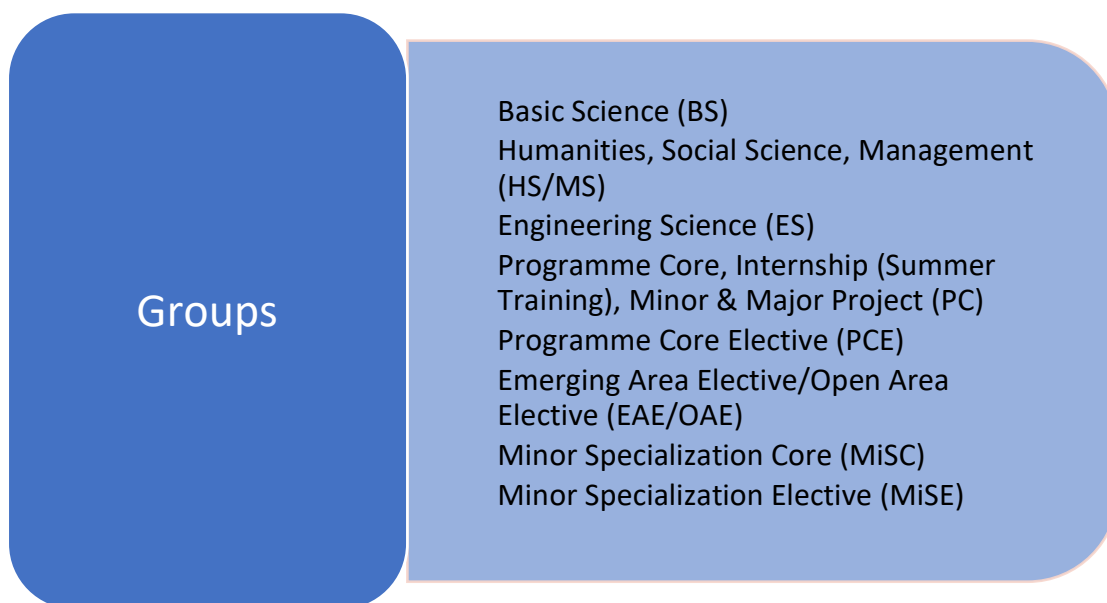 Groups
Basic Science (BS)
Humanities, Social Science, Management
(HS/MS)
Engineering Science (ES)
Programme Core, Internship (Summer
Training), Minor & Major Project (PC)
Programme Core Elective (PCE)
Emerging Area Elective/Open Area
Elective (EAE/OAE)
Minor Specialization Core (MiSC)
Minor Specialization Elective (MiSE)